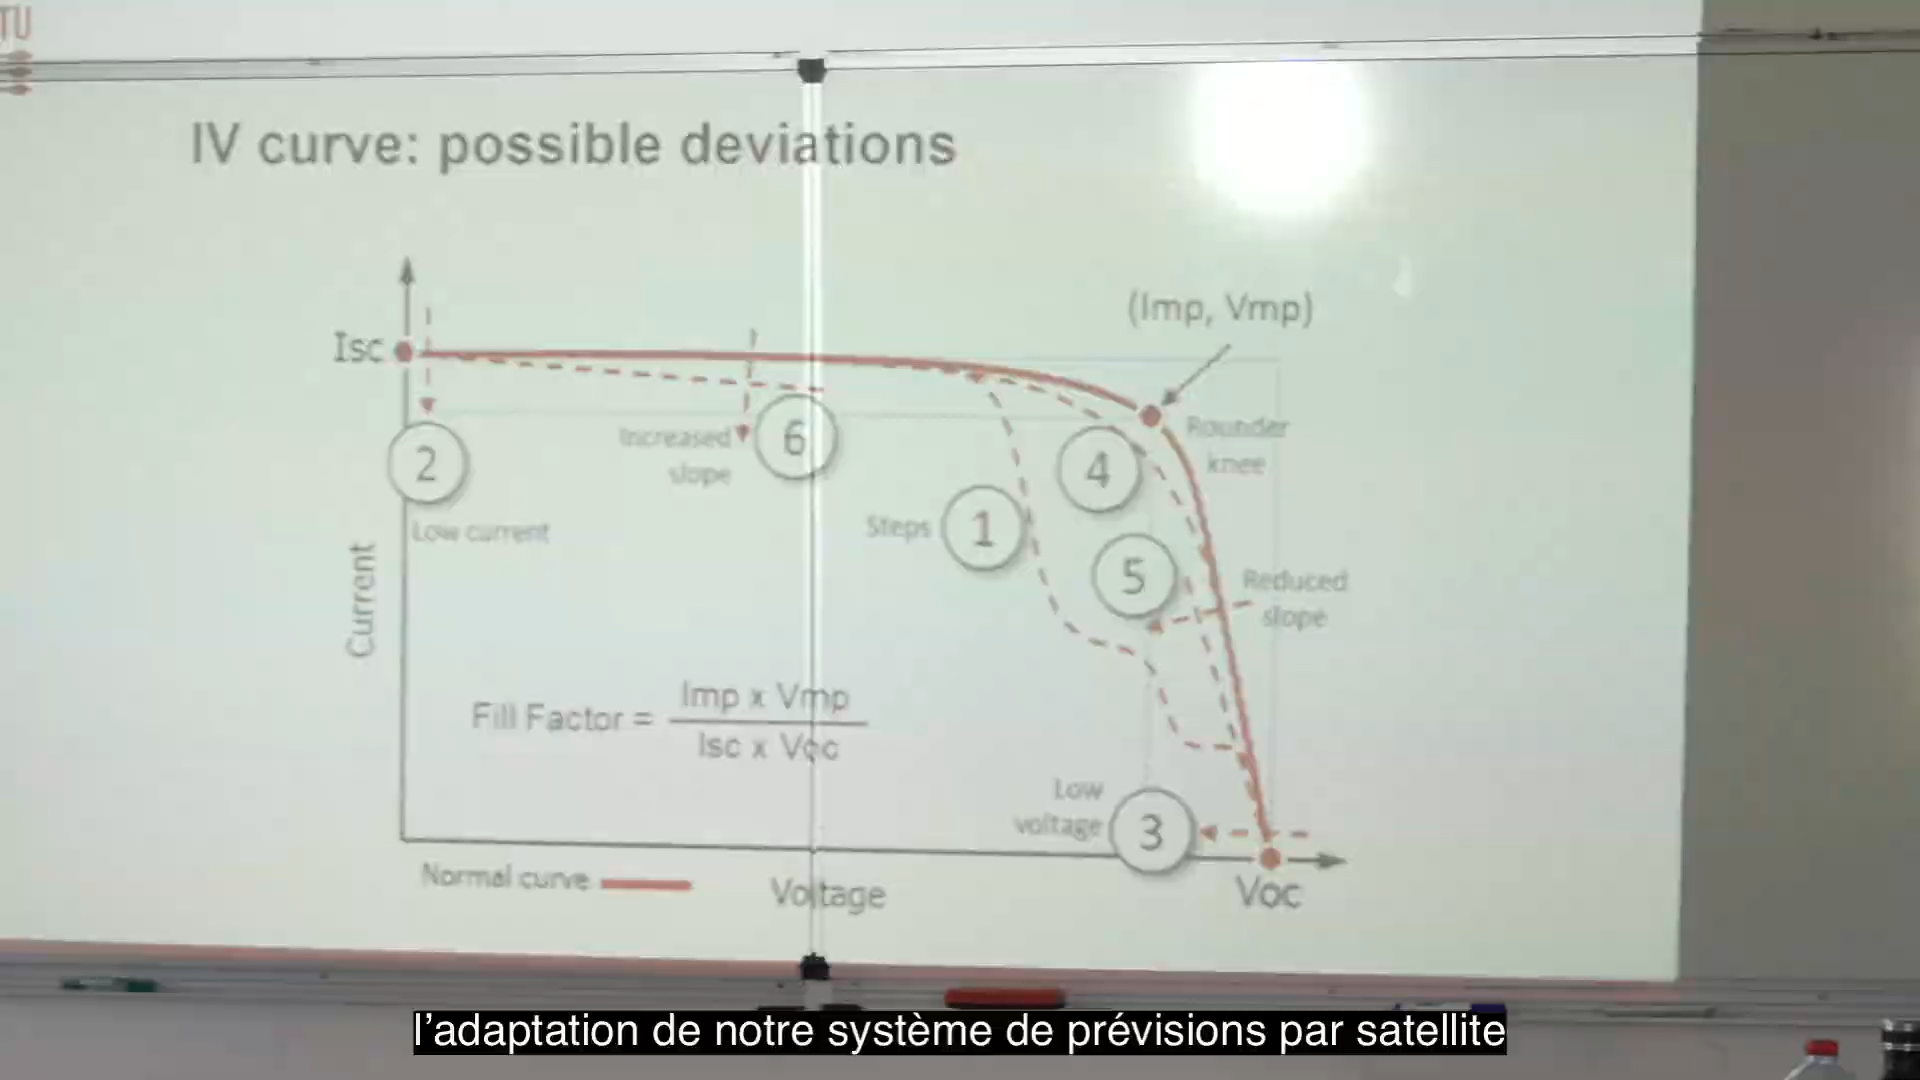 TU
IV curve: possible deviations
(Imp, Vmp)
Isc
Rounder
knee
Increased
slope
6
2
4
Low current
Steps
1
5
Reduced
slope
Current
Fill Factor = Imp x Vmp
Isc x Voc
Low
voltage
3
Normal curve
Voltage
Voc
l’adaptation de notre système de prévisions par satellite